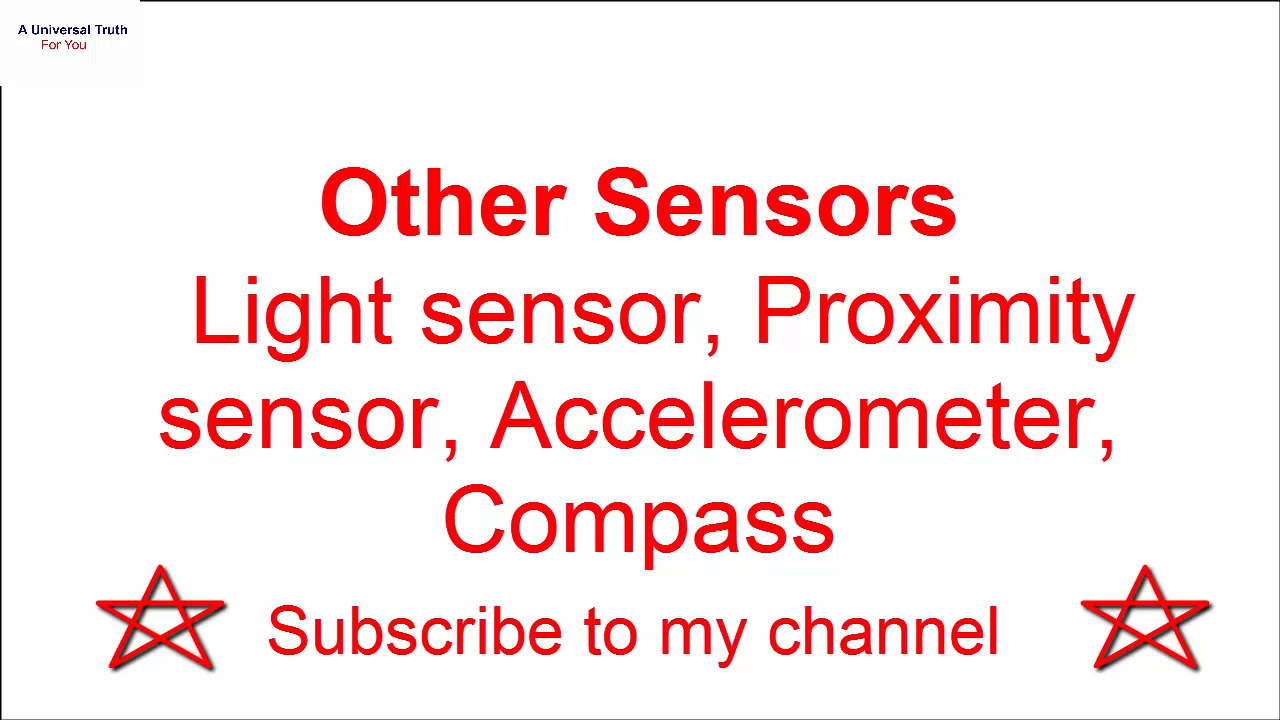 A Universal Truth
For You
Other Sensors
Light sensor, Proximity
sensor, Accelerometer,
Compass
Subscribe to my channel